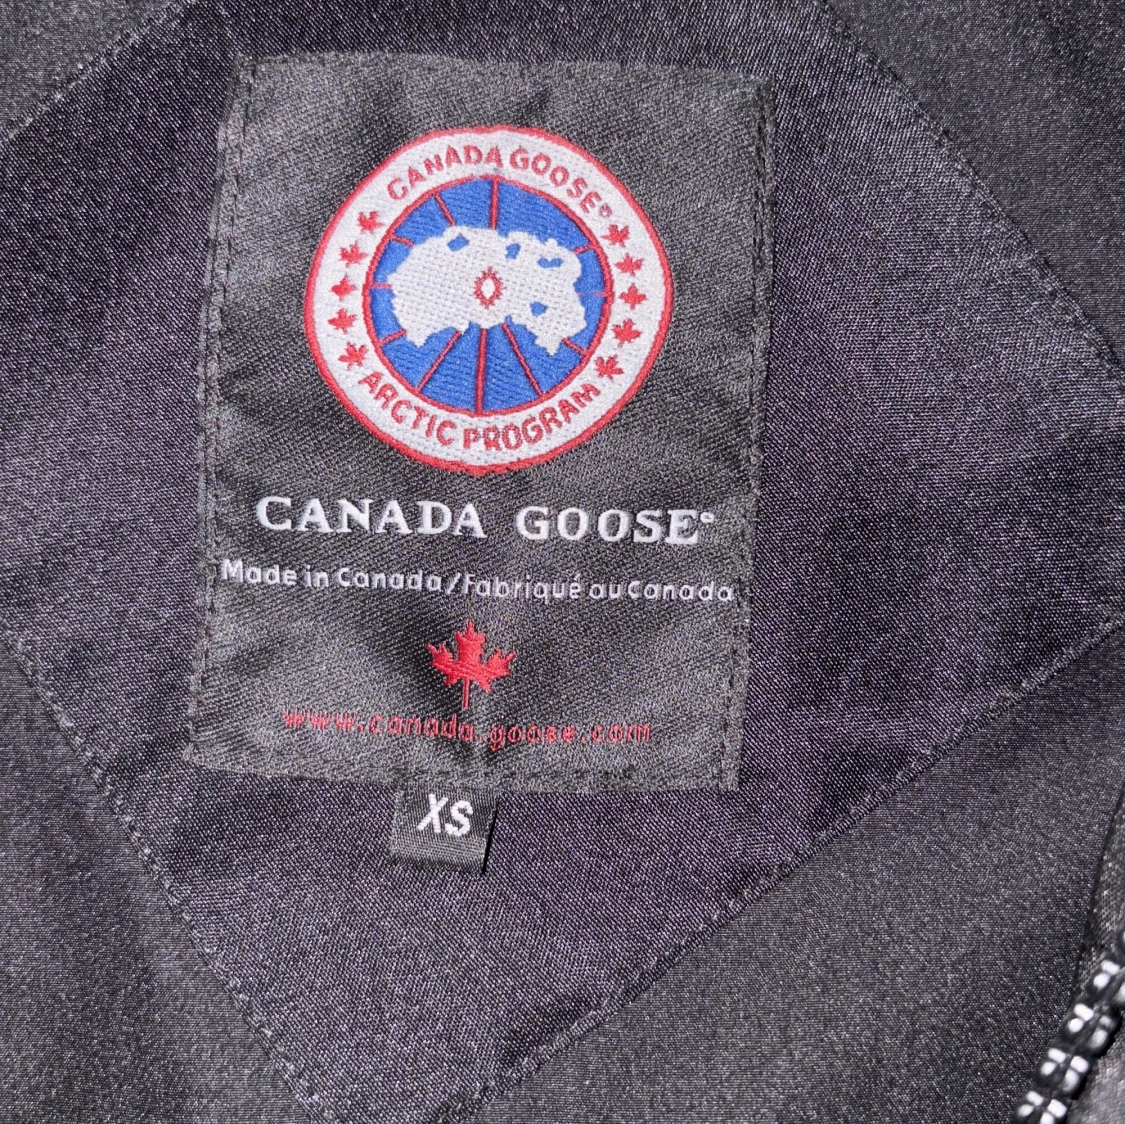 CANADA GOOSE®
ARCTIC PROGRAM
CANADA GOOSE®
Made in Canada/Fabriqué au Canada
www.canada.goose.com
XS